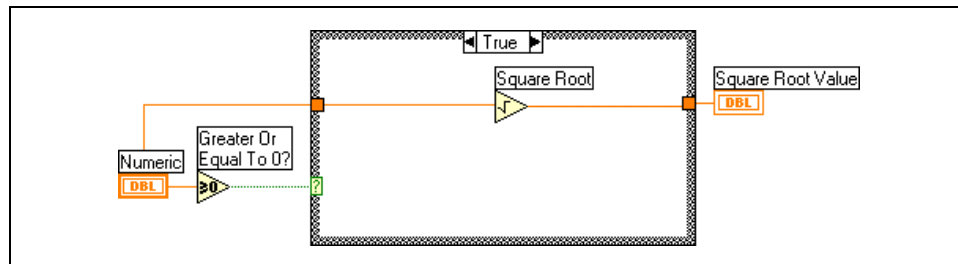 True
Square Root
Square Root Value
DBL
Greater Or
Equal To 0?
Numeric
DBL
≥0
?